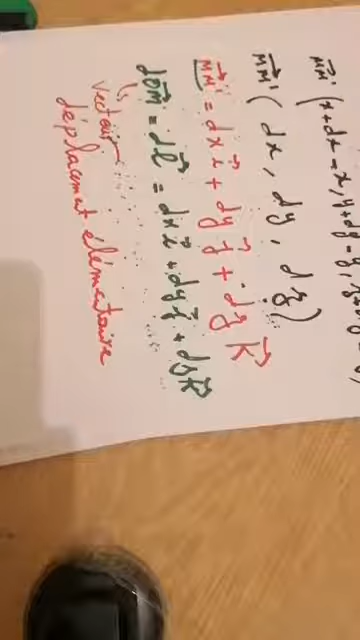 MM'⃗ (x+dx-x, y+dy-y,
MM'⃗ (dx, dy, dz)
MM'⃗ = dx i⃗ + dy j⃗ + dz k⃗
dOM⃗ = dl⃗ = dx i⃗ + dy j⃗ + dz k⃗
↳ vecteur
déplacement élémentaire